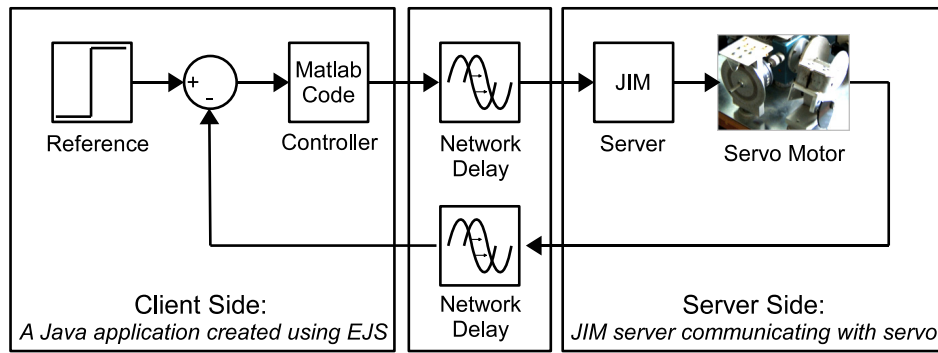 +
-
Matlab
Code
JIM
Reference
Controller
Network
Delay
Server
Servo Motor
Network
Delay
Client Side:
A Java application created using EJS
Server Side:
JIM server communicating with servo